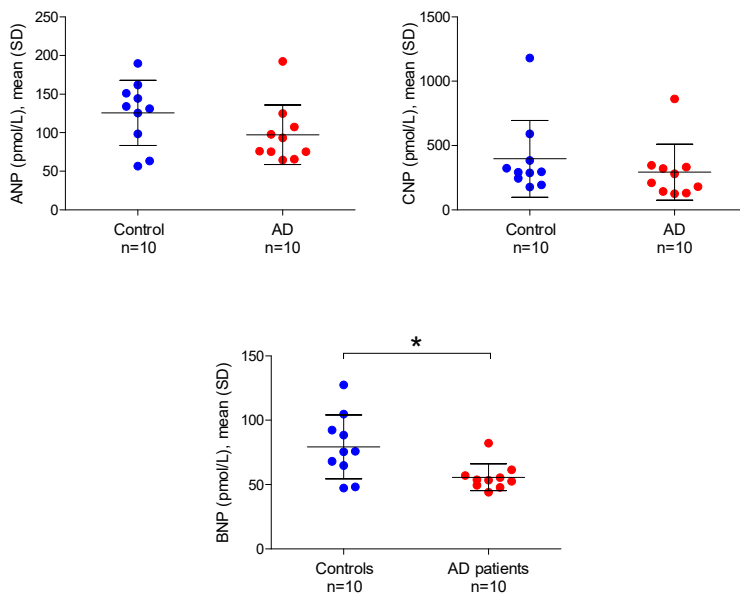 ANP (pmol/L), mean (SD)
250
200
150
100
50
0
Control
n=10
AD
n=10
CNP (pmol/L), mean (SD)
1500
1000
500
0
Control
n=10
AD
n=10
*
BNP (pmol/L), mean (SD)
150
100
50
0
Controls
n=10
AD patients
n=10